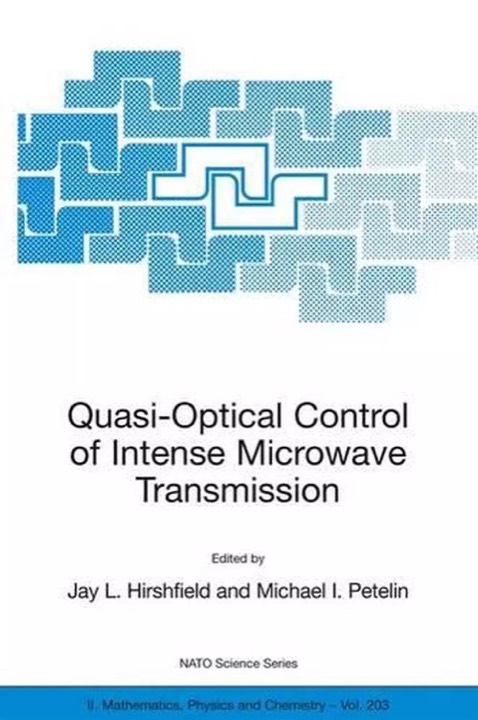 Quasi-Optical Control
of Intense Microwave
Transmission
Edited by
Jay L. Hirshfield and Michael I. Petelin
NATO Science Series
II. Mathematics, Physics and Chemistry – Vol. 203